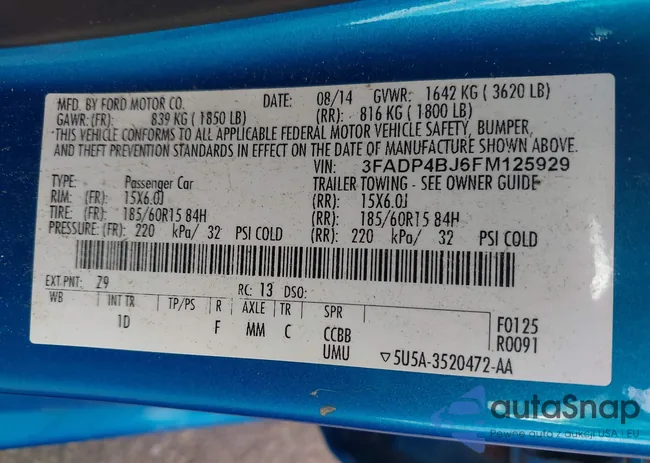 MFD. BY FORD MOTOR CO. DATE: 08/14 GVWR: 1642 KG ( 3620 LB)
GAWR: (FR): 839 KG ( 1850 LB) (RR): 816 KG ( 1800 LB)
THIS VEHICLE CONFORMS TO ALL APPLICABLE FEDERAL MOTOR VEHICLE SAFETY, BUMPER,
AND THEFT PREVENTION STANDARDS IN EFFECT ON THE DATE OF MANUFACTURE SHOWN ABOVE.
VIN: 3FADP4BJ6FM125929
TYPE: Passenger Car TRAILER TOWING - SEE OWNER GUIDE
RIM: (FR): 15X6.0J (RR): 15X6.0J
TIRE: (FR): 185/60R15 84H (RR): 185/60R15 84H
PRESSURE: (FR): 220 kPa/ 32 PSI COLD (RR): 220 kPa/ 32 PSI COLD
EXT PNT: Z9 RC: 13 DSO:
WB INT TR TP/PS R AXLE TR SPR
1D F MM C CCBB F0125
UMU R0091
▽5U5A-3520472-AA
autoSnap
Pewne auto z aukcji USA i EU